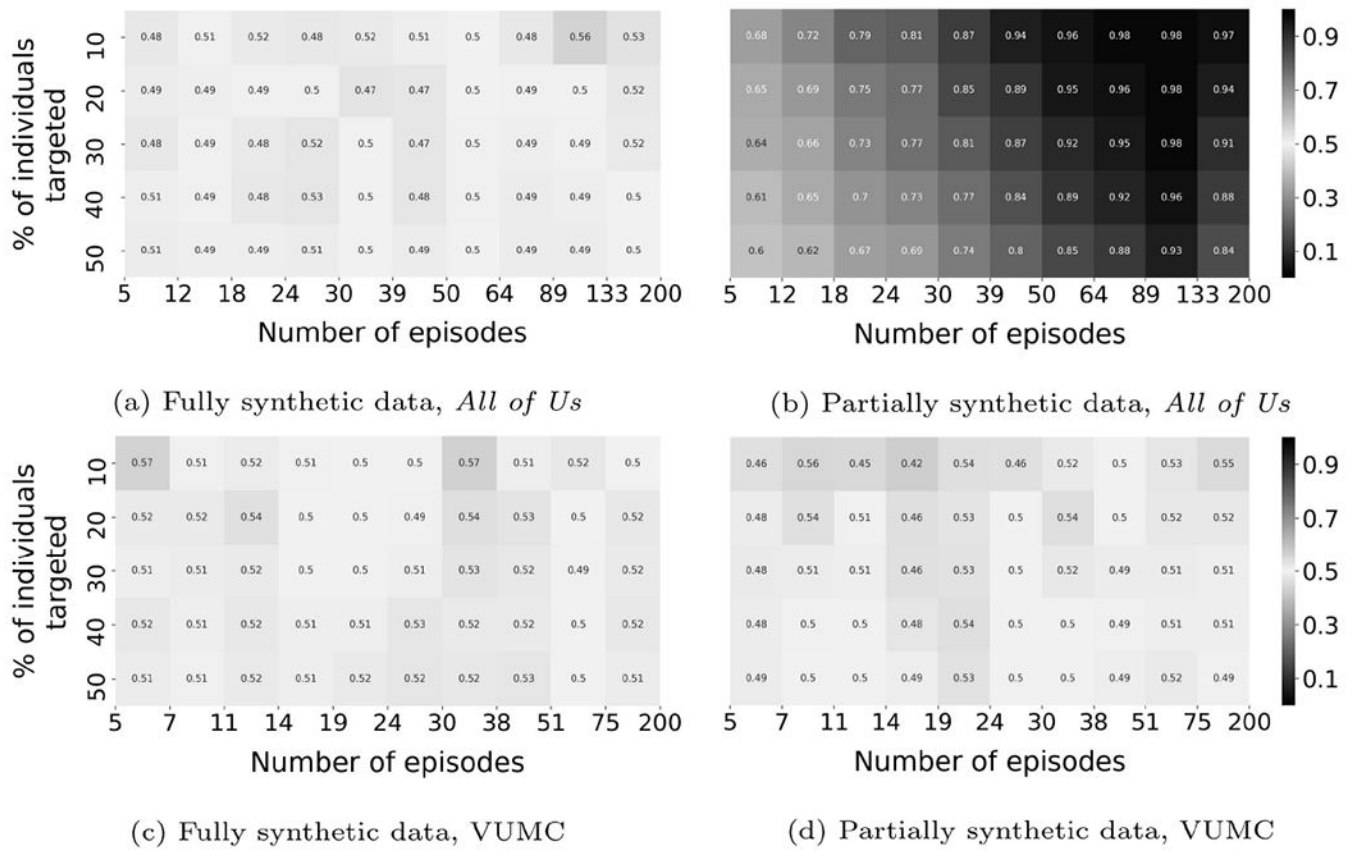 % of individuals
targeted
10 0.48 0.51 0.52 0.48 0.52 0.51 0.5 0.48 0.56 0.53
20 0.49 0.49 0.49 0.5 0.47 0.47 0.5 0.49 0.5 0.52
30 0.48 0.49 0.48 0.52 0.5 0.47 0.5 0.49 0.49 0.52
40 0.51 0.49 0.48 0.53 0.5 0.48 0.5 0.49 0.49 0.5
50 0.51 0.49 0.49 0.51 0.5 0.49 0.5 0.49 0.49 0.5
5 12 18 24 30 39 50 64 89 133 200
Number of episodes
(a) Fully synthetic data, All of Us
0.68 0.72 0.79 0.81 0.87 0.94 0.96 0.98 0.98 0.97
0.65 0.69 0.75 0.77 0.85 0.89 0.95 0.96 0.98 0.94
0.64 0.66 0.73 0.77 0.81 0.87 0.92 0.95 0.98 0.91
0.61 0.65 0.7 0.73 0.77 0.84 0.89 0.92 0.96 0.88
0.6 0.62 0.67 0.69 0.74 0.8 0.85 0.88 0.93 0.84
5 12 18 24 30 39 50 64 89 133 200
Number of episodes
0.9
0.7
0.5
0.3
0.1
(b) Partially synthetic data, All of Us
% of individuals
targeted
10 0.57 0.51 0.52 0.51 0.5 0.5 0.57 0.51 0.52 0.5
20 0.52 0.52 0.54 0.5 0.5 0.49 0.54 0.53 0.5 0.52
30 0.51 0.51 0.52 0.5 0.5 0.51 0.53 0.52 0.49 0.52
40 0.52 0.51 0.52 0.51 0.51 0.53 0.52 0.52 0.5 0.52
50 0.51 0.51 0.52 0.51 0.52 0.52 0.52 0.53 0.5 0.51
5 7 11 14 19 24 30 38 51 75 200
Number of episodes
(c) Fully synthetic data, VUMC
0.46 0.56 0.45 0.42 0.54 0.46 0.52 0.5 0.53 0.55
0.48 0.54 0.51 0.46 0.53 0.5 0.54 0.5 0.52 0.52
0.48 0.51 0.51 0.46 0.53 0.5 0.52 0.49 0.51 0.51
0.48 0.5 0.5 0.48 0.54 0.5 0.5 0.49 0.51 0.51
0.49 0.5 0.5 0.49 0.53 0.5 0.5 0.49 0.52 0.49
5 7 11 14 19 24 30 38 51 75 200
Number of episodes
0.9
0.7
0.5
0.3
0.1
(d) Partially synthetic data, VUMC